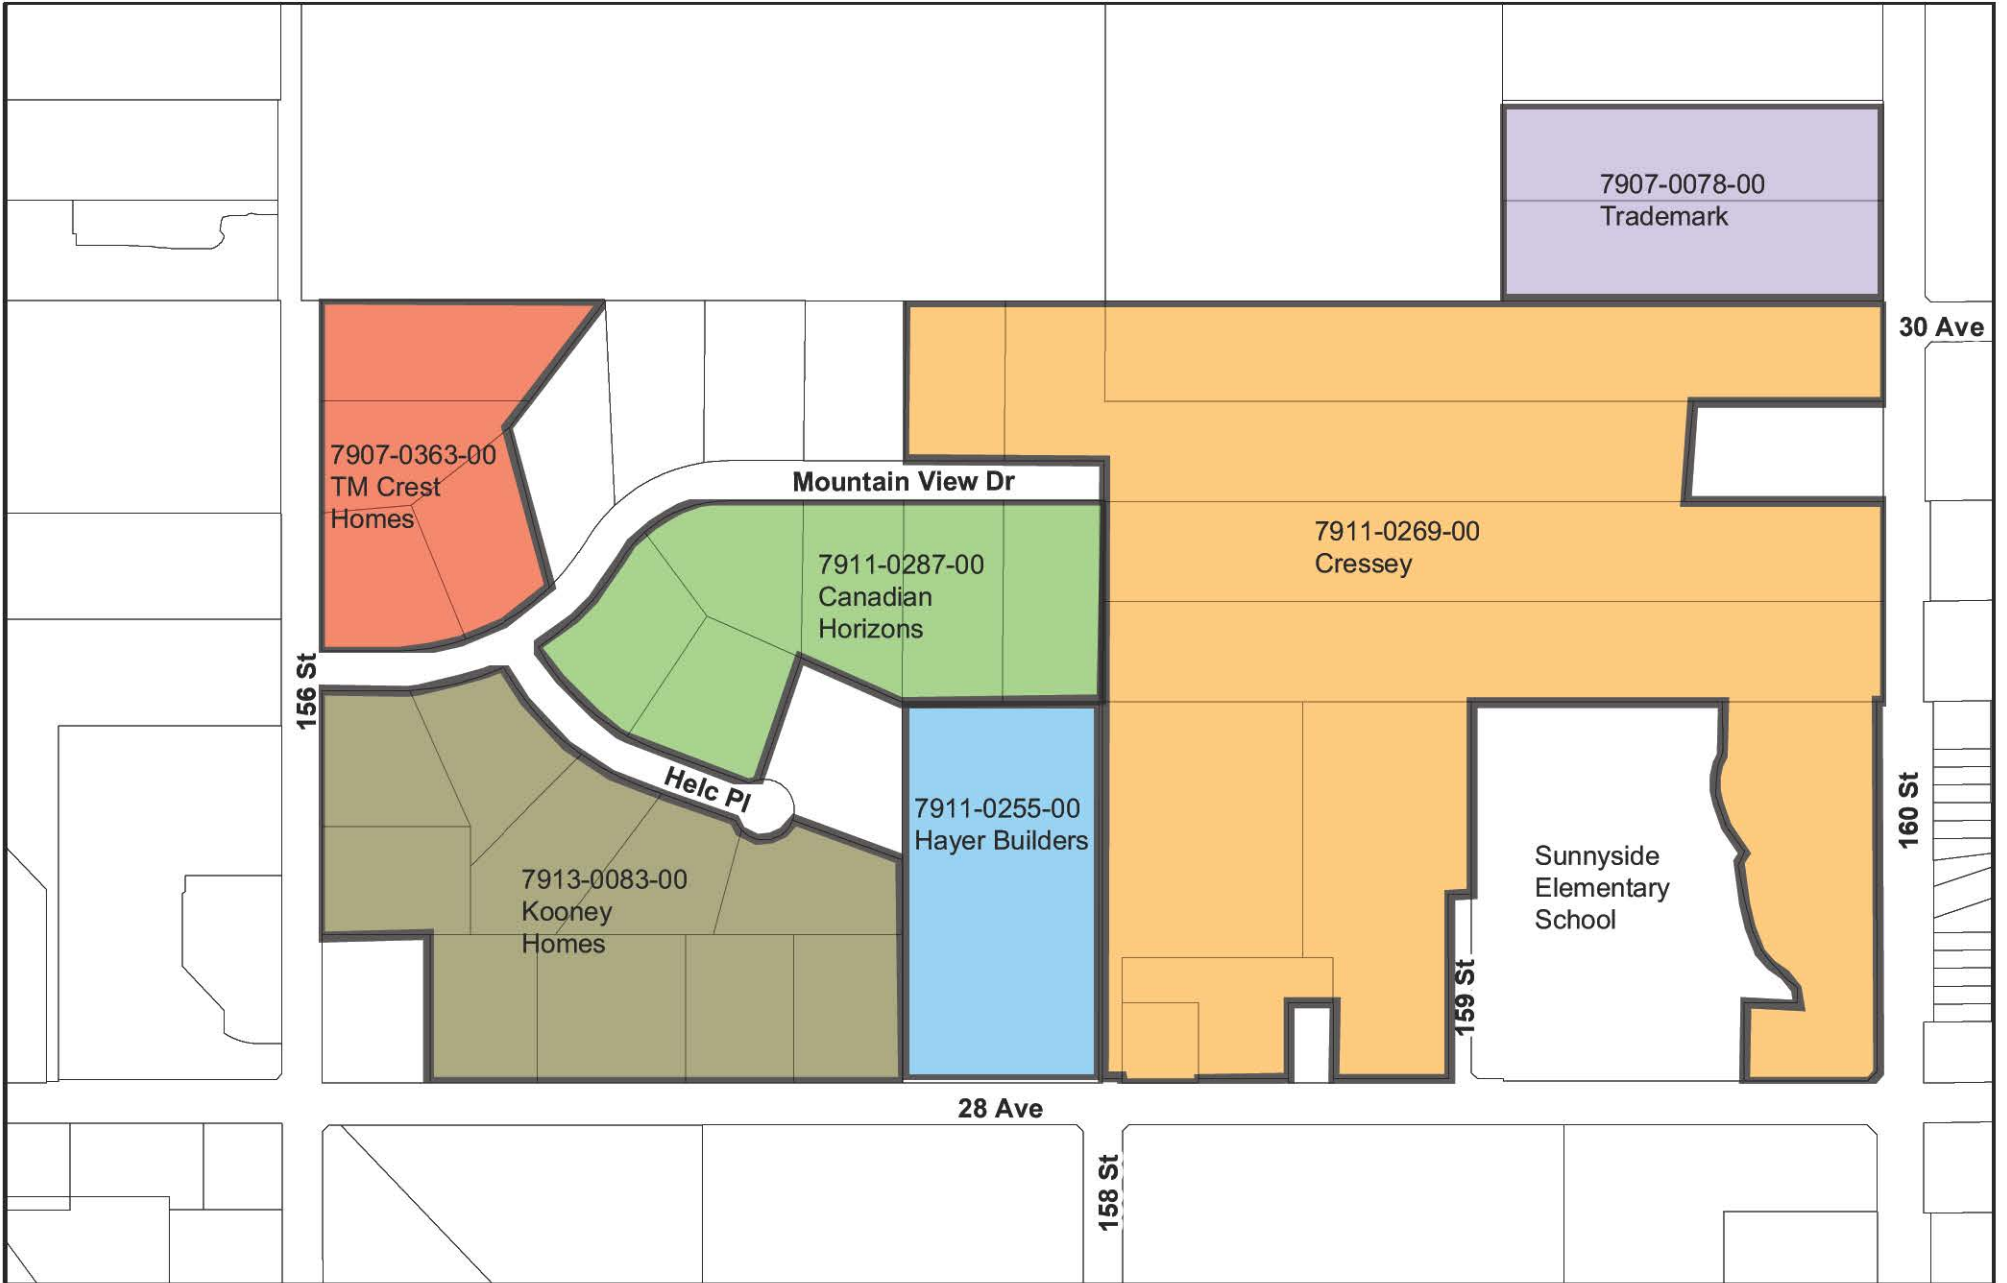 7907-0078-00
Trademark
30 Ave
7907-0363-00
TM Crest
Homes
Mountain View Dr
7911-0269-00
Cressey
7911-0287-00
Canadian
Horizons
156 St
Helc Pl
7911-0255-00
Hayer Builders
160 St
Sunnyside
Elementary
School
7913-0083-00
Kooney
Homes
159 St
28 Ave
158 St